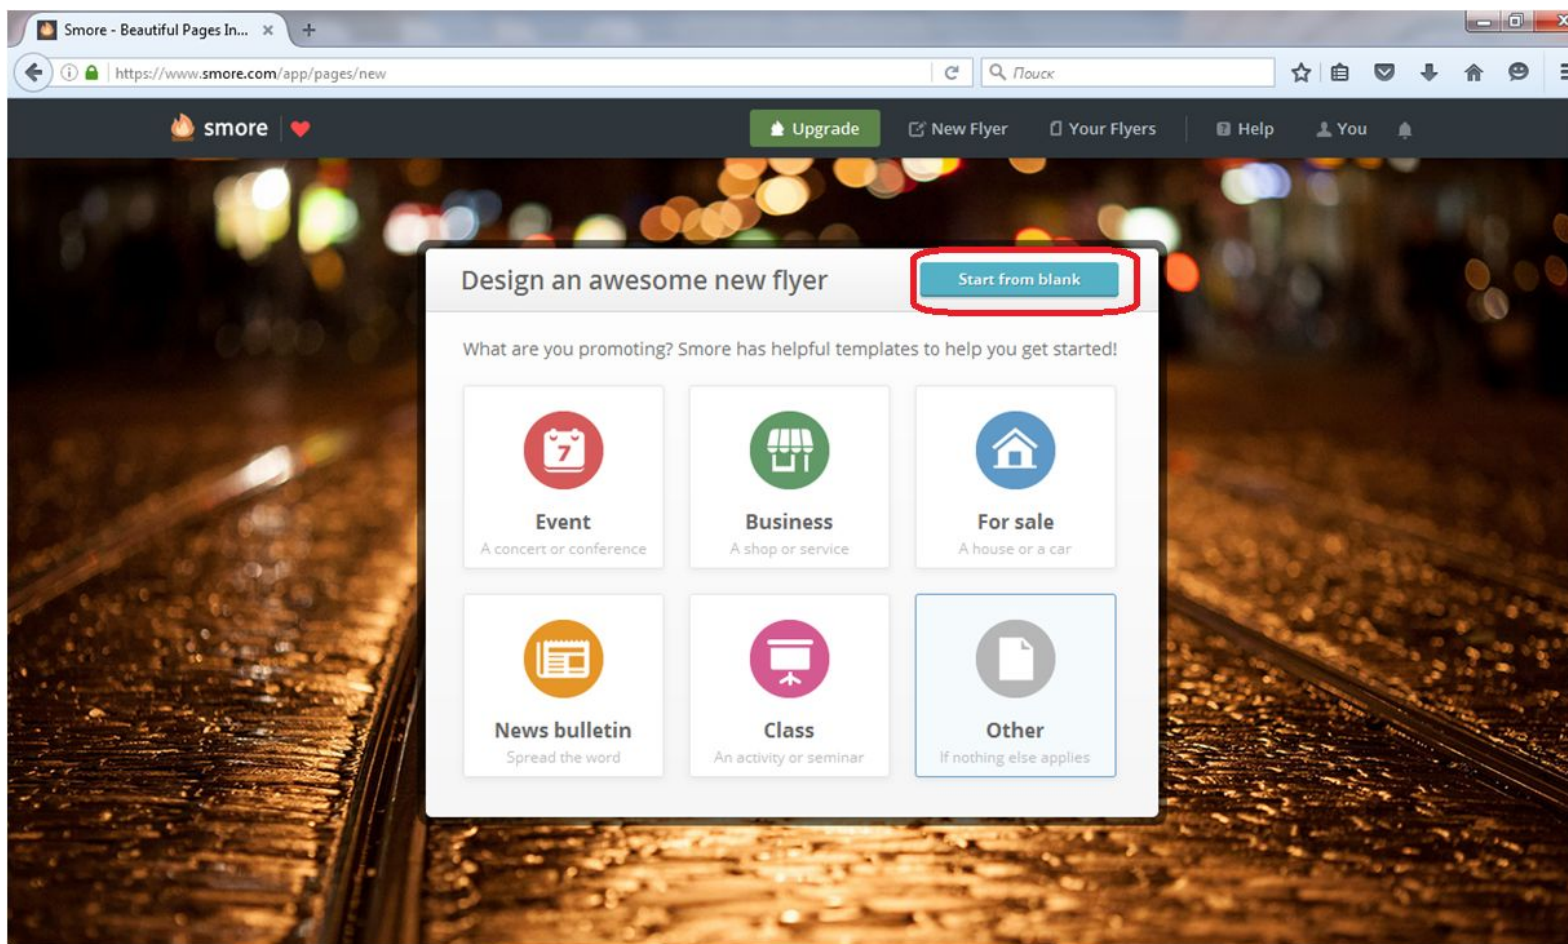 Smore - Beautiful Pages In...
https://www.smore.com/app/pages/new
Поиск
smore
Upgrade
New Flyer
Your Flyers
Help
You
Design an awesome new flyer
Start from blank
What are you promoting? Smore has helpful templates to help you get started!
7
Event
A concert or conference
Business
A shop or service
For sale
A house or a car
News bulletin
Spread the word
Class
An activity or seminar
Other
If nothing else applies